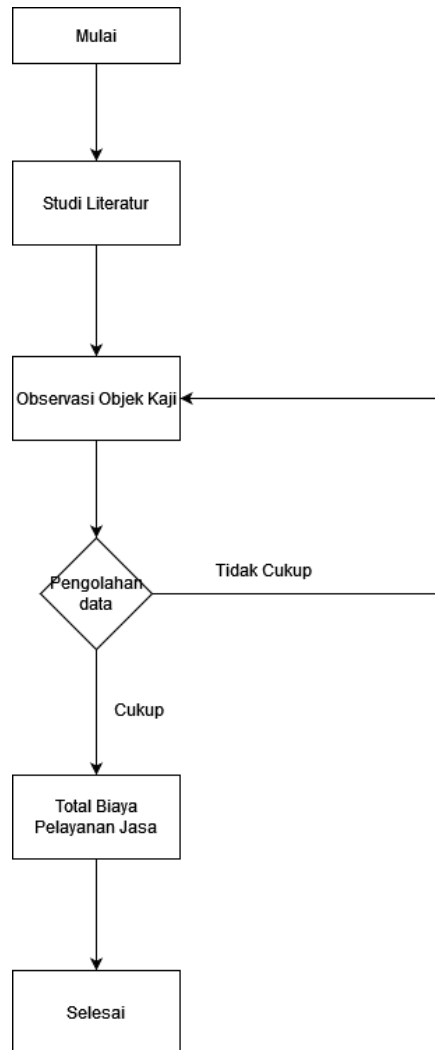 Mulai
Studi Literatur
Observasi Objek Kaji
Pengolahan
data
Tidak Cukup
Cukup
Total Biaya
Pelayanan Jasa
Selesai